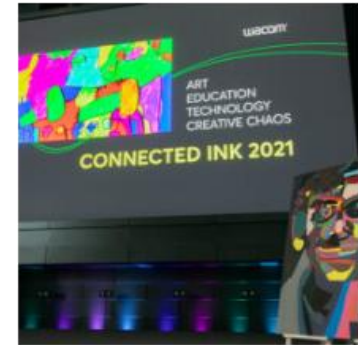 wacom
ART
EDUCATION
TECHNOLOGY
CREATIVE CHAOS
CONNECTED INK 2021